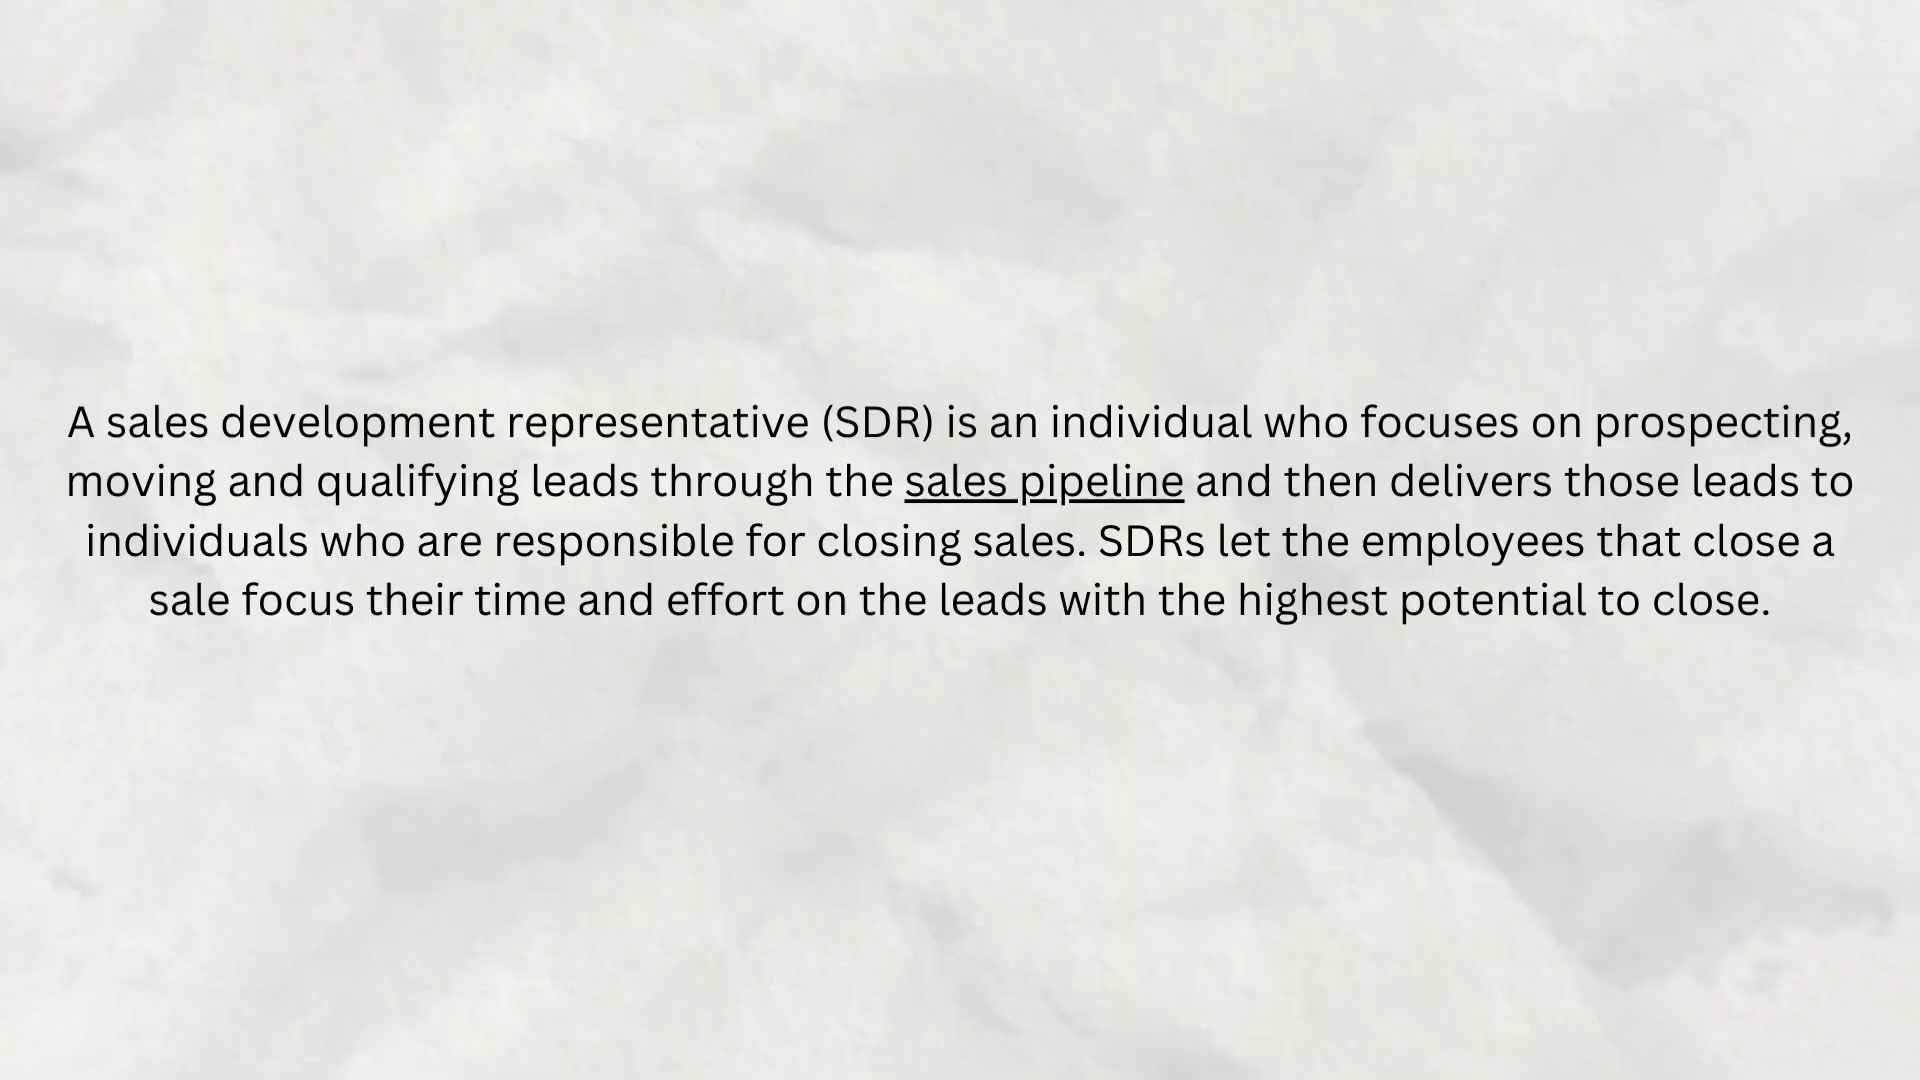 A sales development representative (SDR) is an individual who focuses on prospecting,
moving and qualifying leads through the sales pipeline and then delivers those leads to
individuals who are responsible for closing sales. SDRs let the employees that close a
sale focus their time and effort on the leads with the highest potential to close.